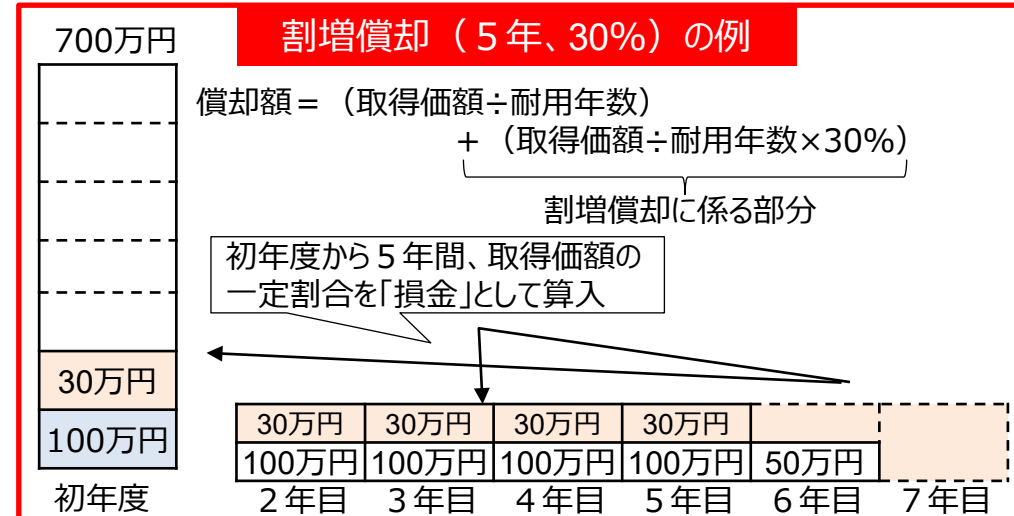 700万円
割増償却（５年、30%）の例
償却額＝（取得価額÷耐用年数）
＋（取得価額÷耐用年数×30%）
割増償却に係る部分
初年度から５年間、取得価額の
一定割合を「損金」として算入
30万円
100万円
初年度
30万円 30万円 30万円 30万円
100万円 100万円 100万円 100万円 50万円
２年目 ３年目 ４年目 ５年目 ６年目 ７年目